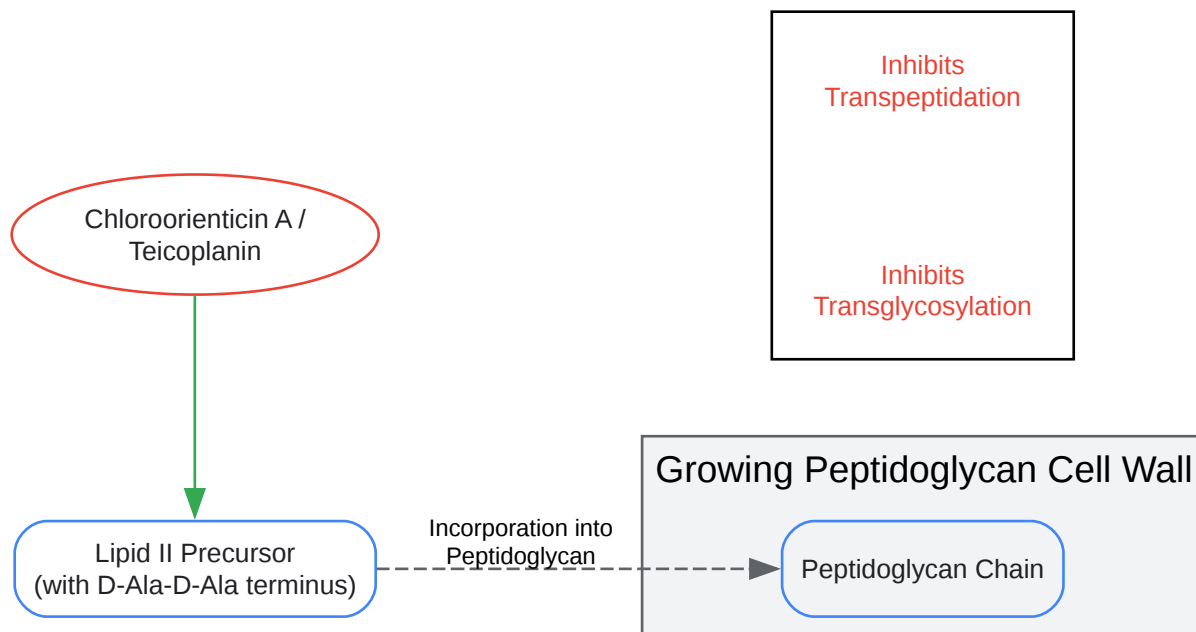 Inhibits
Transpeptidation
Chloroorienticin A /
Teicoplanin
Inhibits
Transglycosylation
Growing Peptidoglycan Cell Wall
Lipid II Precursor
(with D-Ala-D-Ala terminus)
Incorporation into
Peptidoglycan
Peptidoglycan Chain